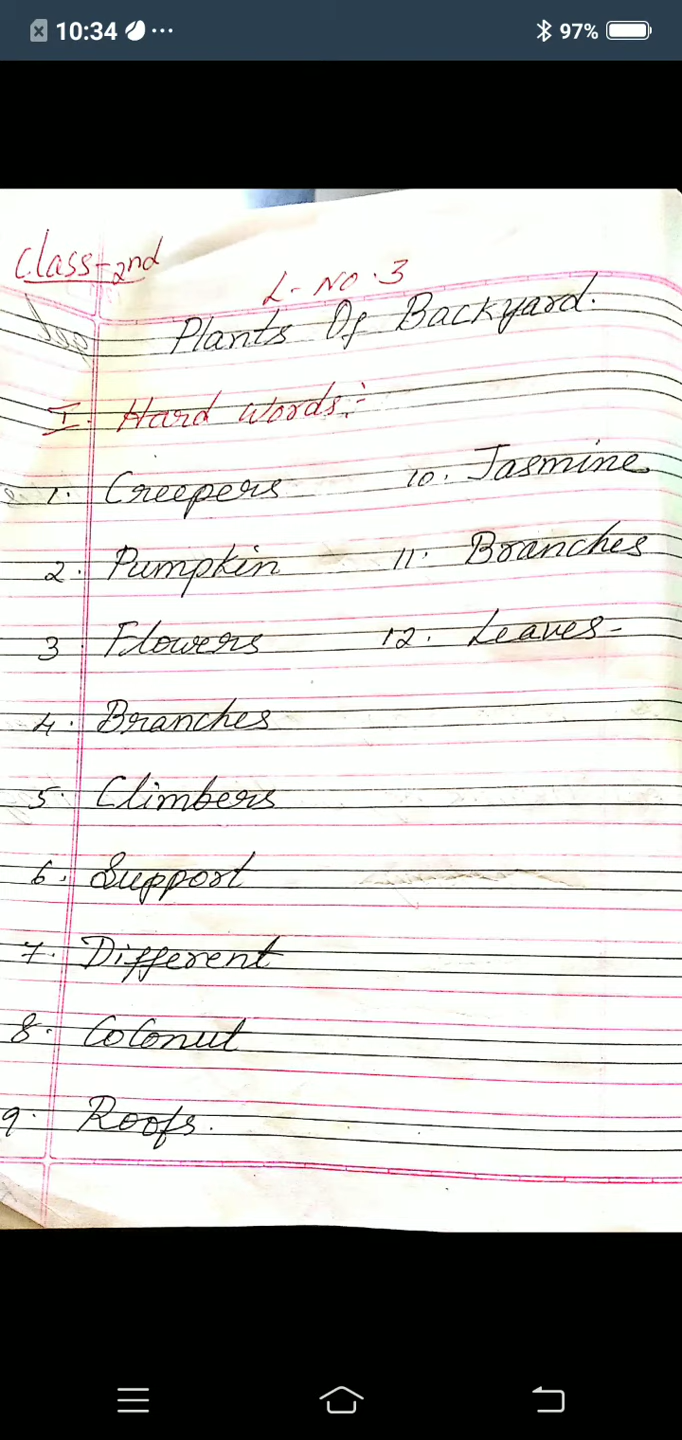 10:34 ...
97%
Class-2nd
L-No.3
Plants Of Backyard.
I. Hard Words:-
1. Creepers
2. Pumpkin
3 Flowers
4. Branches
5. Climbers
6. Support
7. Different
8. Coconut
9. Roofs.
10. Jasmine
11. Branches
12. Leaves-